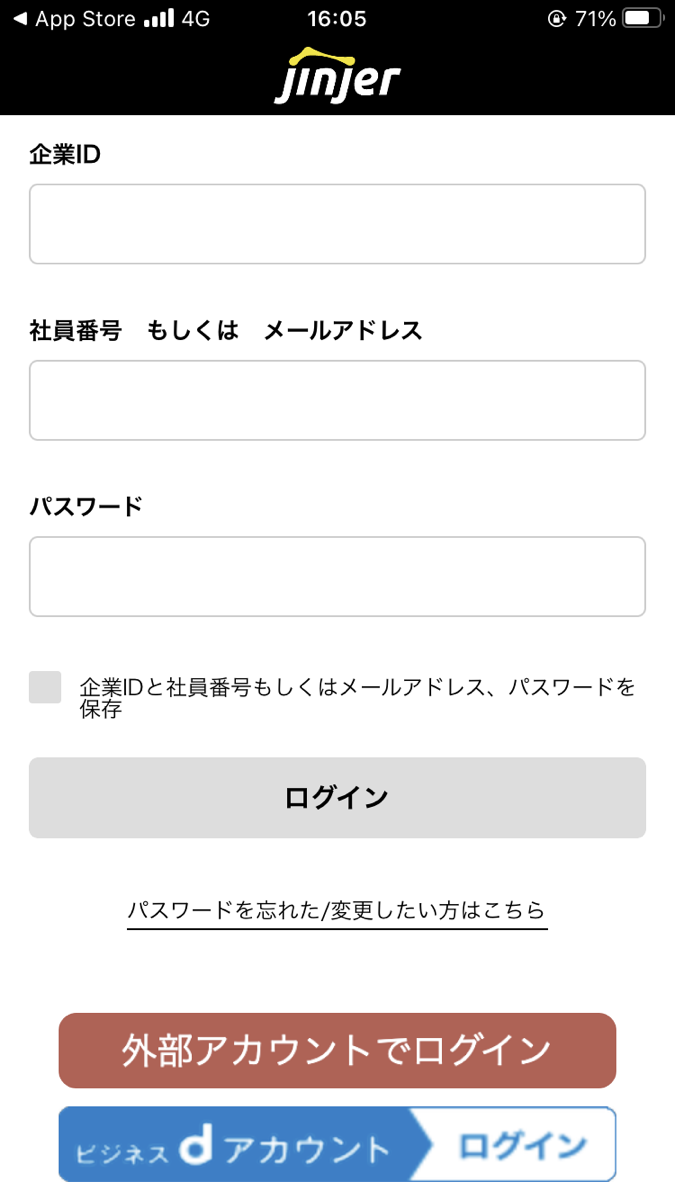 ◀ App Store 4G 16:05 71%
jinjer
企業ID
社員番号　もしくは　メールアドレス
パスワード
企業IDと社員番号もしくはメールアドレス、パスワードを
保存
ログイン
パスワードを忘れた/変更したい方はこちら
外部アカウントでログイン
ビジネス d アカウント ログイン